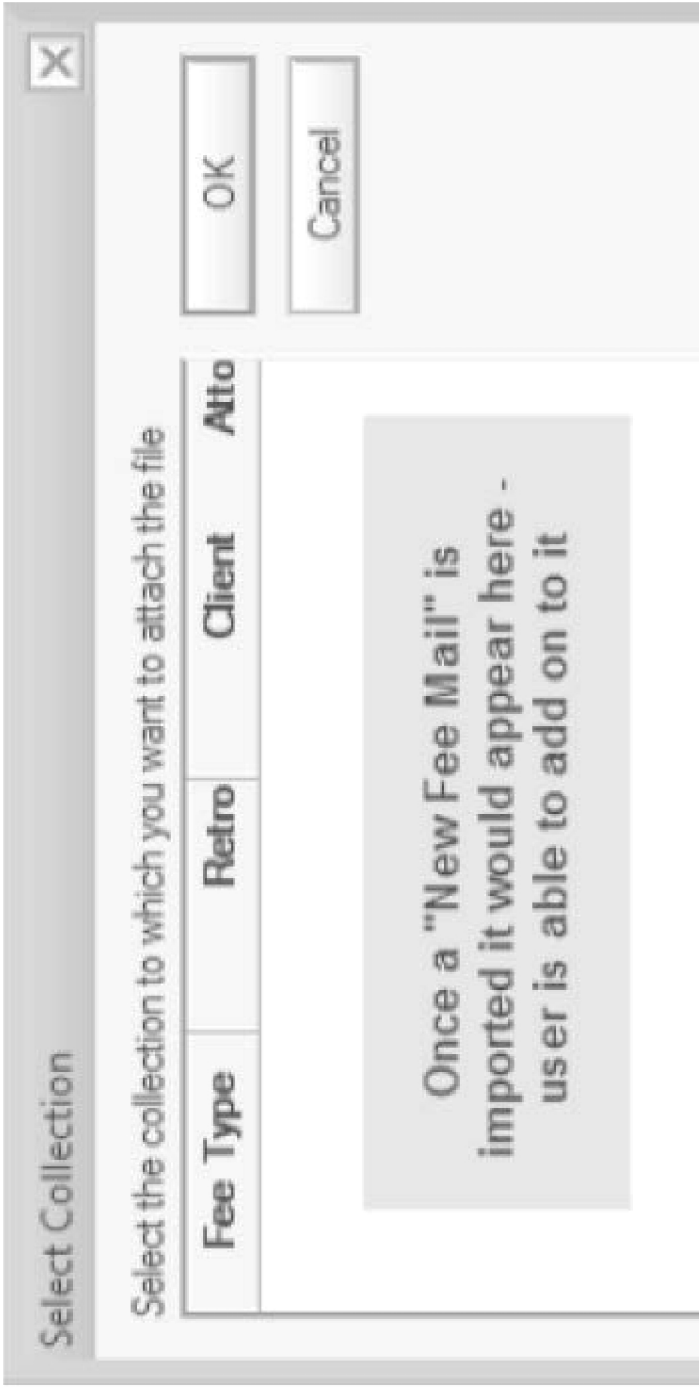 Select Collection
Select the collection to which you want to attach the file
Fee Type Retro Client Atto
OK
Cancel
Once a "New Fee Mail" is
imported it would appear here -
user is able to add on to it